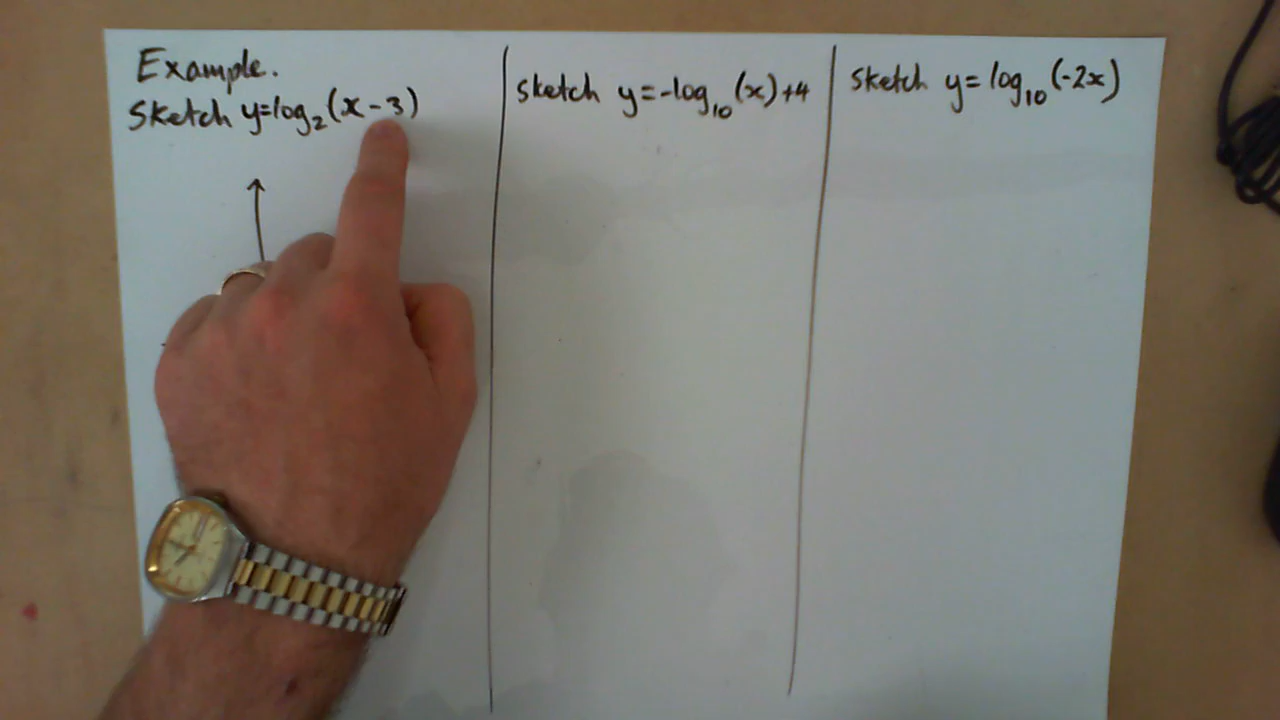 Example.
Sketch y=log₂(x-3)
Sketch y=-log₁₀(x)+4
Sketch y=log₁₀(-2x)